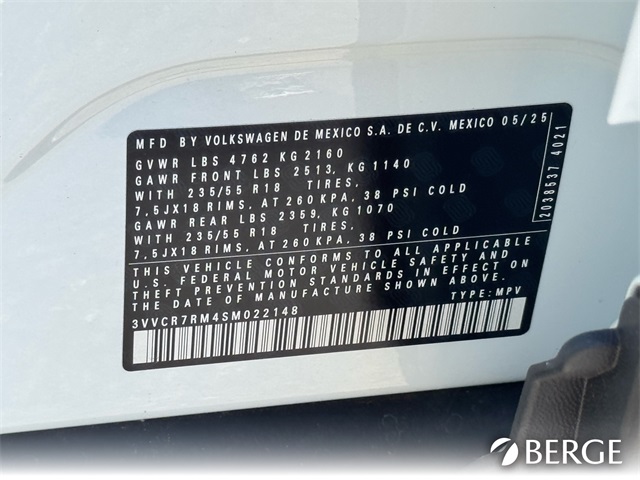 MFD BY VOLKSWAGEN DE MEXICO S.A. DE C.V. MEXICO 05/25
GVWR LBS 4762 KG 2160
GAWR FRONT LBS 2513, KG 1140
WITH 235/55 R18 TIRES,
7,5JX18 RIMS, AT 260 KPA, 38 PSI COLD
GAWR REAR LBS 2359, KG 1070
WITH 235/55 R18 TIRES,
7,5JX18 RIMS, AT 260 KPA, 38 PSI COLD
THIS VEHICLE CONFORMS TO ALL APPLICABLE
U.S. FEDERAL MOTOR VEHICLE SAFETY AND
THEFT PREVENTION STANDARDS IN EFFECT ON
THE DATE OF MANUFACTURE SHOWN ABOVE.
3VVCR7RM4SM022148 TYPE: MPV
2038537 4021
BERGE